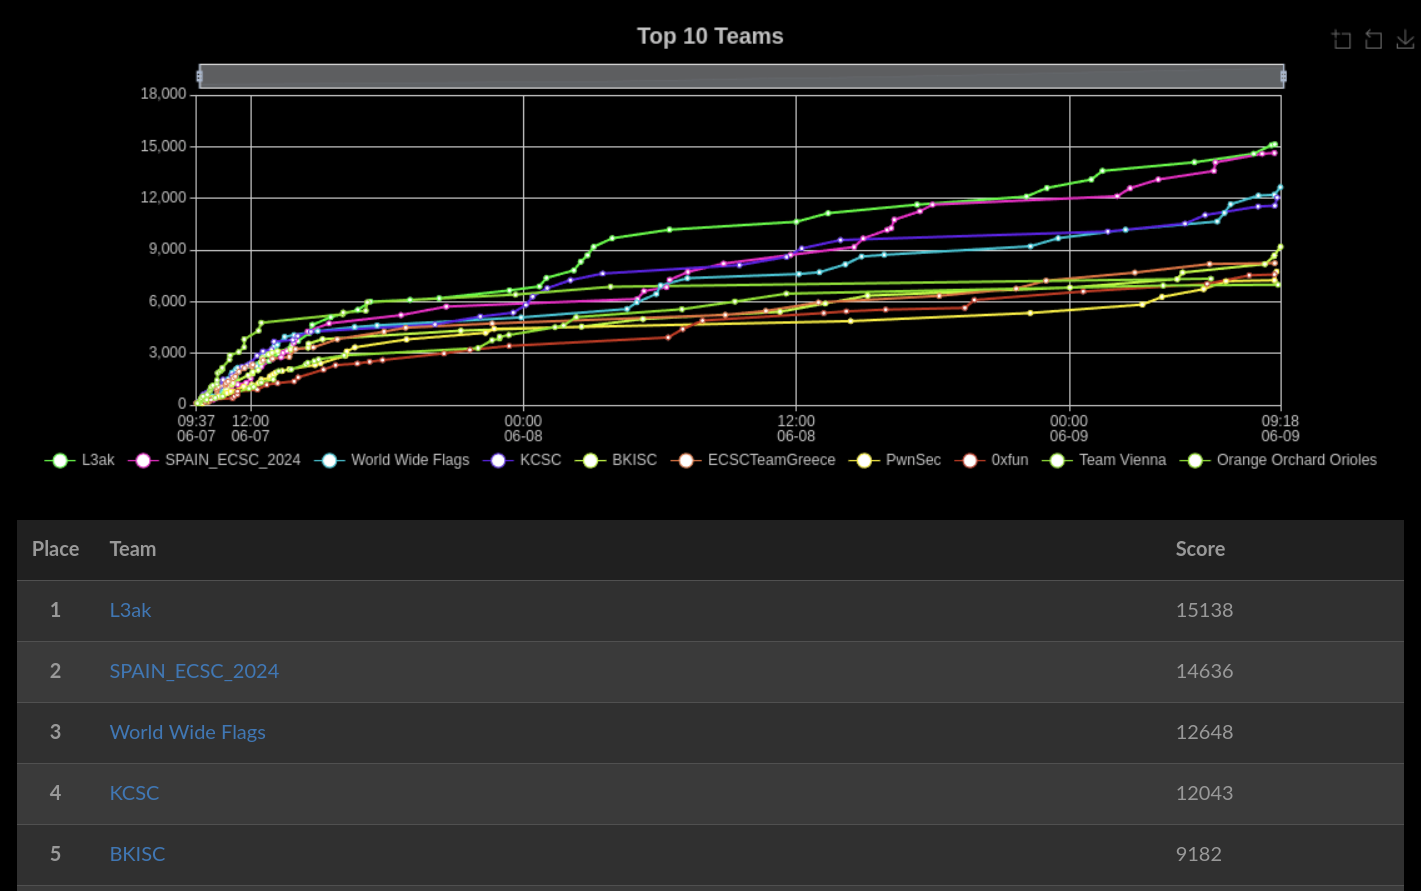 Top 10 Teams
18,000
15,000
12,000
9,000
6,000
3,000
0
09:37 12:00 00:00 12:00 00:00 09:18
06-07 06-07 06-08 06-08 06-09 06-09
L3ak SPAIN_ECSC_2024 World Wide Flags KCSC BKISC ECSCTeamGreece PwnSec 0xfun Team Vienna Orange Orchard Orioles
Place Team Score
1 L3ak 15138
2 SPAIN_ECSC_2024 14636
3 World Wide Flags 12648
4 KCSC 12043
5 BKISC 9182